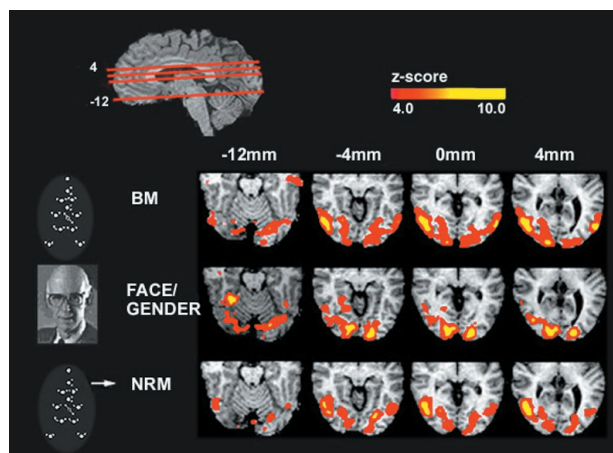 4
-12
z-score
4.0 10.0
-12mm -4mm 0mm 4mm
BM
FACE/
GENDER
NRM